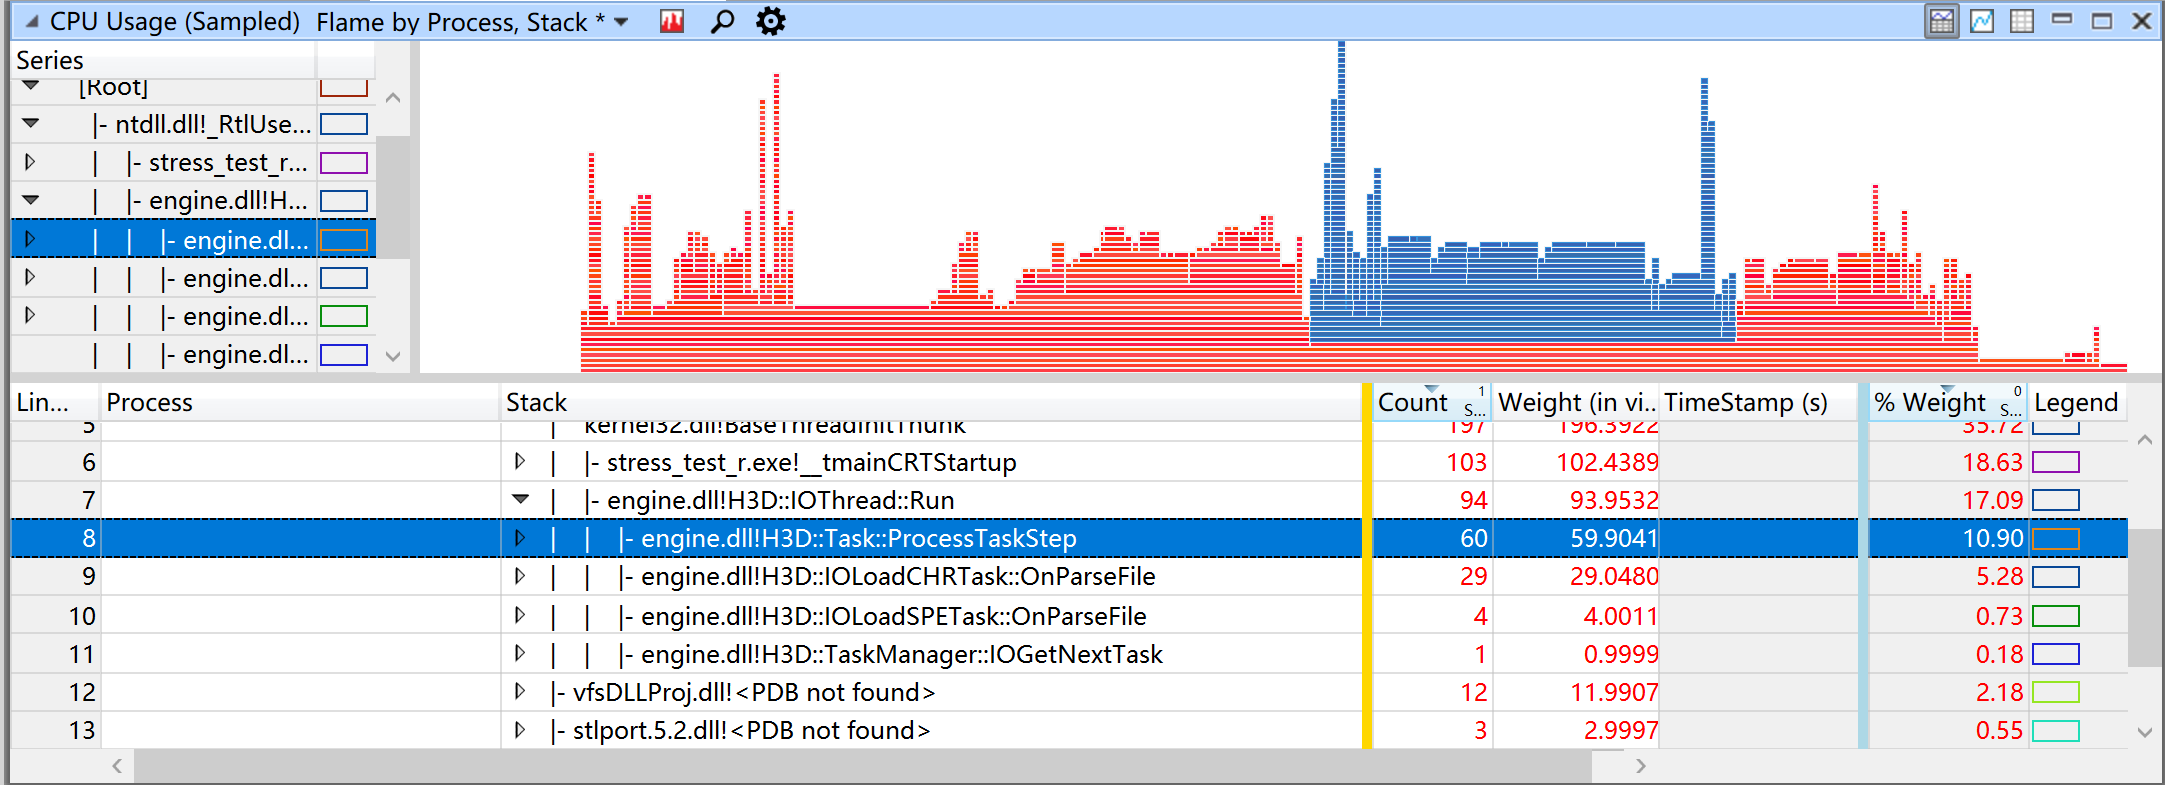 CPU Usage (Sampled) Flame by Process, Stack *
Series
[Root]
|- ntdll.dll!_RtlUse...
| |- stress_test_r...
| |- engine.dll!H...
| | |- engine.dl...
| | |- engine.dl...
| | |- engine.dl...
| | |- engine.dl...
Lin... Process Stack Count 1 S... Weight (in vi... TimeStamp (s) % Weight 0 S... Legend
5 | kernel32.dll!BaseThreadInitThunk 197 196.3922 35.72
6 | |- stress_test_r.exe!__tmainCRTStartup 103 102.4389 18.63
7 | |- engine.dll!H3D::IOThread::Run 94 93.9532 17.09
8 | | |- engine.dll!H3D::Task::ProcessTaskStep 60 59.9041 10.90
9 | | |- engine.dll!H3D::IOLoadCHRTask::OnParseFile 29 29.0480 5.28
10 | | |- engine.dll!H3D::IOLoadSPETask::OnParseFile 4 4.0011 0.73
11 | | |- engine.dll!H3D::TaskManager::IOGetNextTask 1 0.9999 0.18
12 |- vfsDLLProj.dll!<PDB not found> 12 11.9907 2.18
13 |- stlport.5.2.dll!<PDB not found> 3 2.9997 0.55